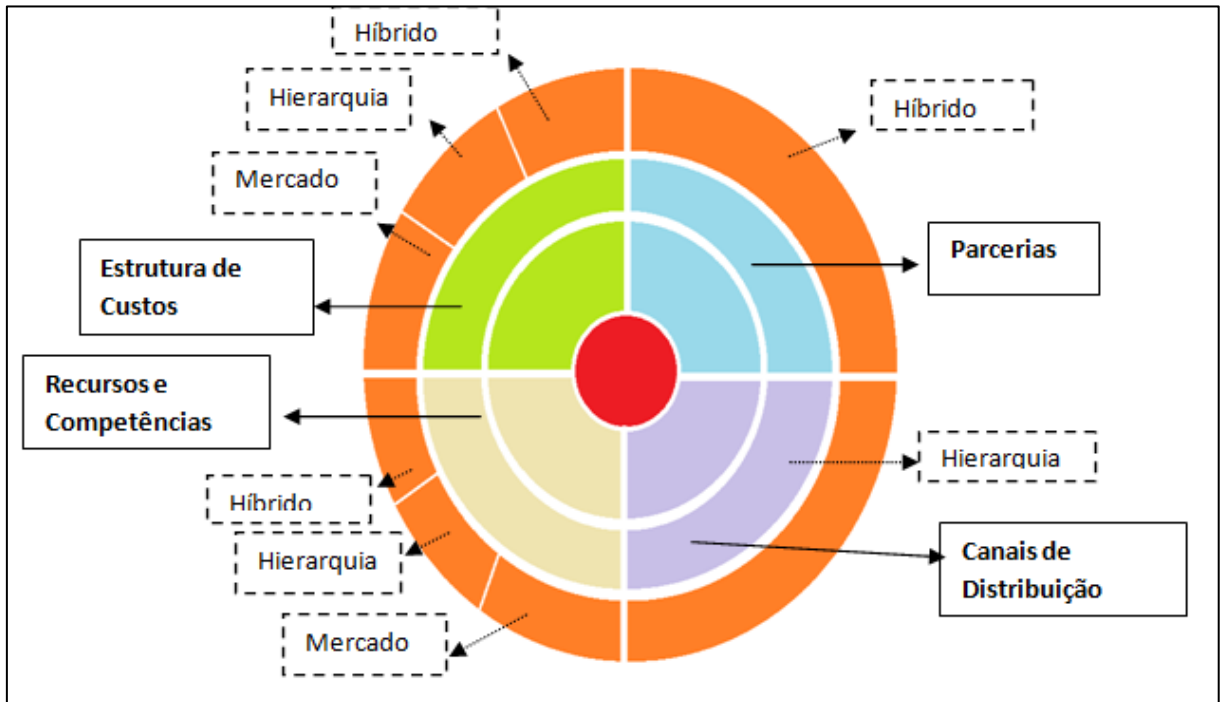 Híbrido
Hierarquia
Mercado
Estrutura de
Custos
Recursos e
Competências
Híbrido
Hierarquia
Mercado
Híbrido
Parcerias
Hierarquia
Canais de
Distribuição